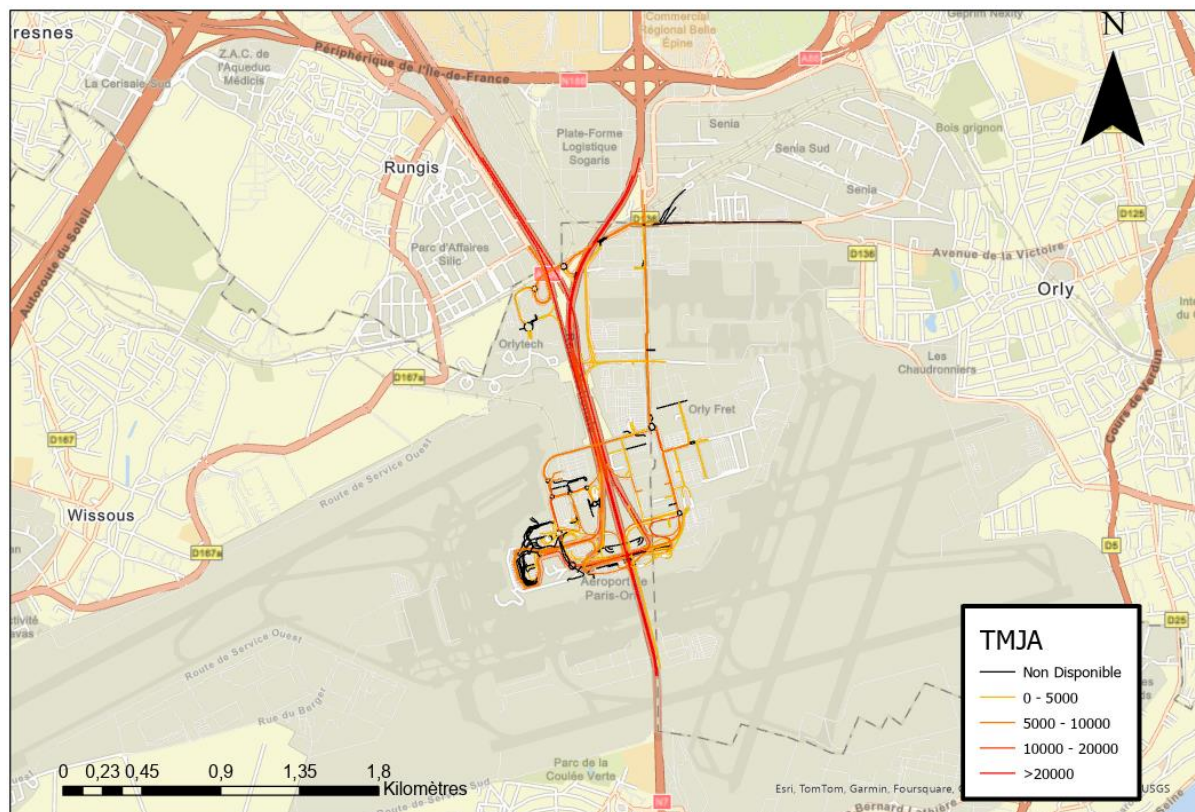 resnes
Z.A.C. de
l'Aqueduc
Médicis
La Cerisaie Sud
Périphérique de l'Île-de-France
N186
Commercial
Régional Belle
Épine
A86
Geprim Nexity
N
Plate-Forme
Logistique
Sogaris
Senia
Senia Sud
Senia
Bois grignon
Rungis
Autoroute du Soleil
Parc d'Affaires
Silic
D136
D125
Avenue de la Victoire
D136
Orly
Les
Chaudronniers
Orlytech
D167a
Orly Fret
Cours de Verdun
D167
Route de Service Ouest
Wissous
D167a
D5
Aéroport de
Paris-Orly
Route de Service Ouest
Rue du Berger
D25
Parc de la
Coulée Verte
N7
TMJA
Non Disponible
0 - 5000
5000 - 10000
10000 - 20000
>20000
0 0,23 0,45 0,9 1,35 1,8
Kilomètres
Esri, TomTom, Garmin, Foursquare,
USGS